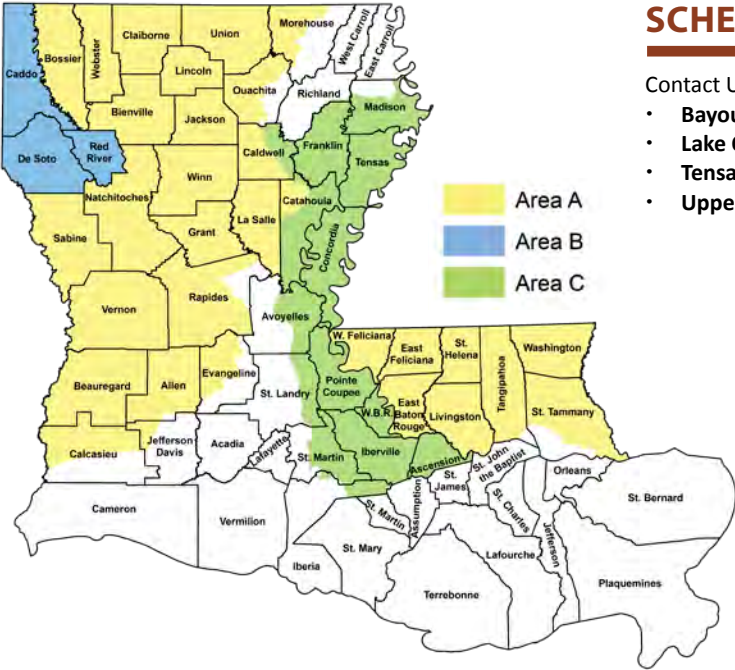 SCHE
Contact U
· Bayou
· Lake
· Tensa
· Uppe
Area A
Area B
Area C
Morehouse
West Carroll
East Carroll
Claiborne
Union
Webster
Bossier
Caddo
Lincoln
Ouachita
Richland
Madison
Bienville
Jackson
Franklin
Caldwell
Tensas
De Soto
Red
River
Winn
Natchitoches
Catahoula
La Salle
Grant
Sabine
Concordia
Vernon
Rapides
Avoyelles
W. Feliciana
East
Feliciana
St.
Helena
Washington
Tangipahoa
Beauregard
Allen
Evangeline
St. Landry
Pointe
Coupee
W.B.R.
East
Baton
Rouge
Livingston
St. Tammany
Calcasieu
Jefferson
Davis
Acadia
Lafayette
St. Martin
Iberville
Ascension
St. John
the Baptist
St.
James
Assumption
St. Charles
Orleans
Jefferson
St. Bernard
Cameron
Vermilion
Iberia
St. Martin
St. Mary
Lafourche
Terrebonne
Plaquemines